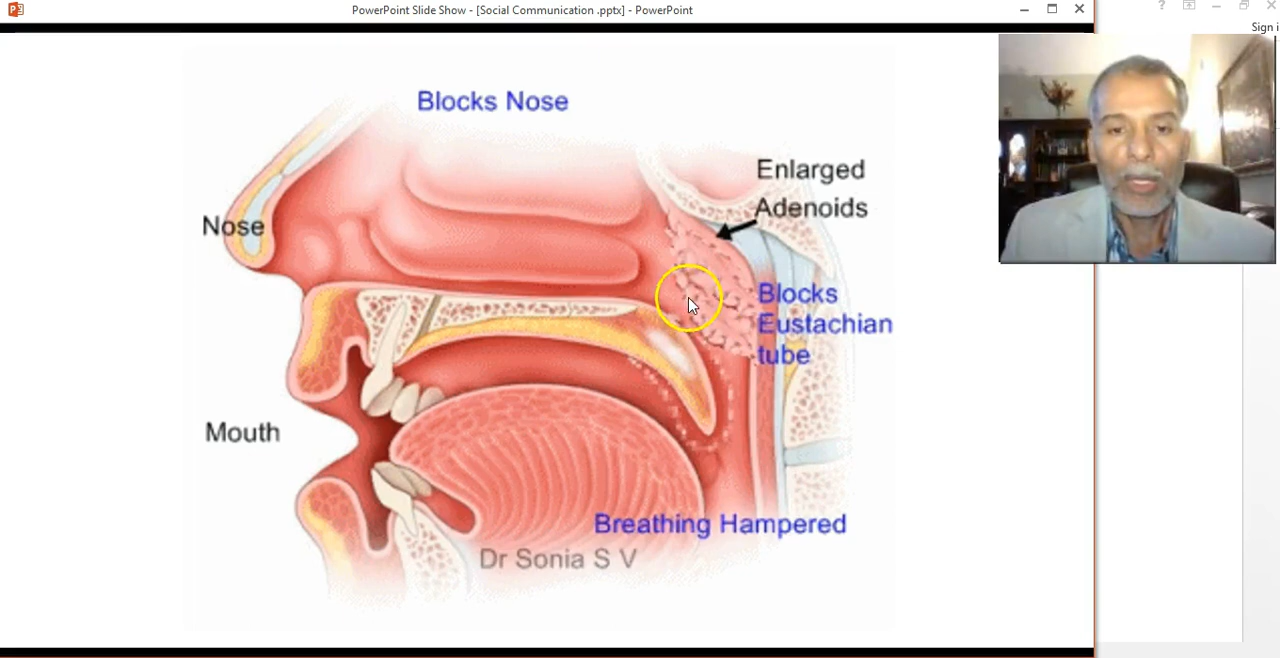 PowerPoint Slide Show - [Social Communication .pptx] - PowerPoint
Sign i
Blocks Nose
Enlarged
Adenoids
Nose
Blocks
Eustachian
tube
Mouth
Breathing Hampered
Dr Sonia S V